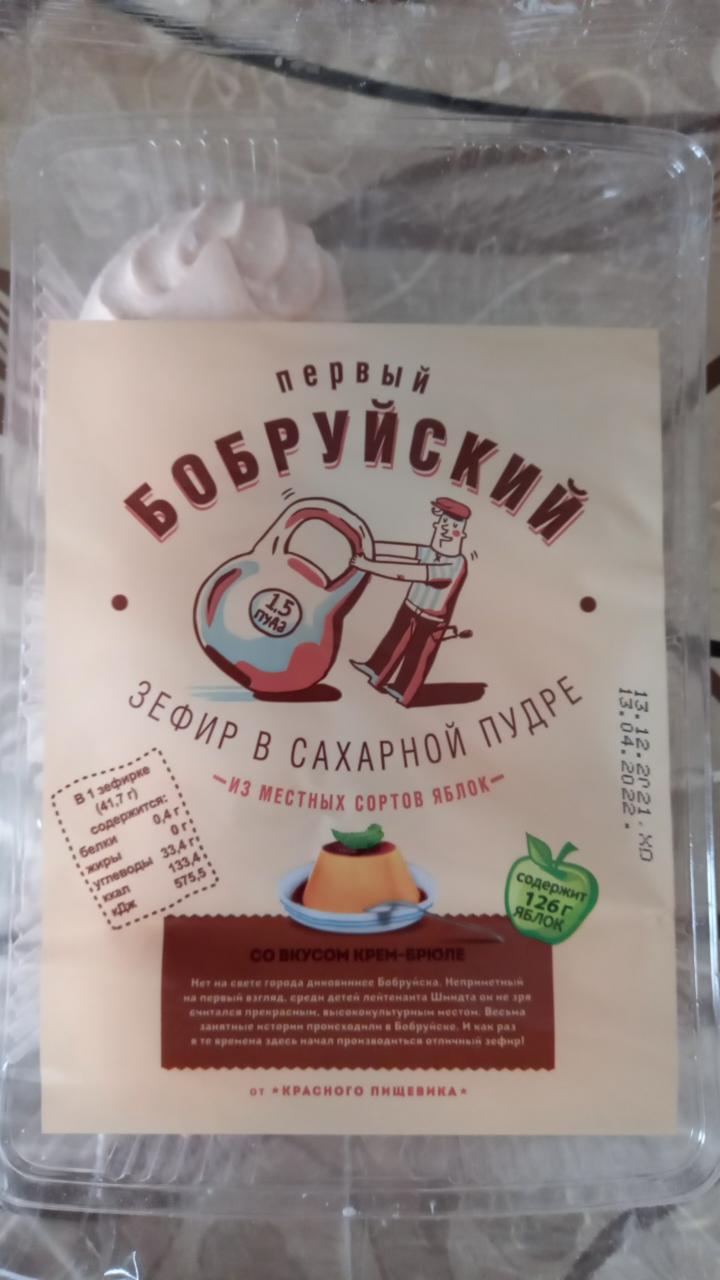 первый
БОБРУЙСКИЙ
1,5
пуда
ЗЕФИР В САХАРНОЙ ПУДРЕ
ИЗ МЕСТНЫХ СОРТОВ ЯБЛОК
В 1 зефирке
(41,7 г)
содержится:
белки 0,4 г
жиры 0 г
углеводы 33,4 г
ккал 133,4
кДж 575,5
13.12.2021.ХО
13.04.2022.
содержит
126 г
ЯБЛОК
СО ВКУСОМ КРЕМ-БРЮЛЕ
Нет на свете города диковиннее Бобруйска. Неприметный
на первый взгляд, среди детей лейтенанта Шмидта он не зря
считался прекрасным, высококультурным местом. Весьма
занятные истории происходили в Бобруйске. И как раз
в те времена здесь начал производиться отличный зефир!
от *КРАСНОГО ПИЩЕВИКА*